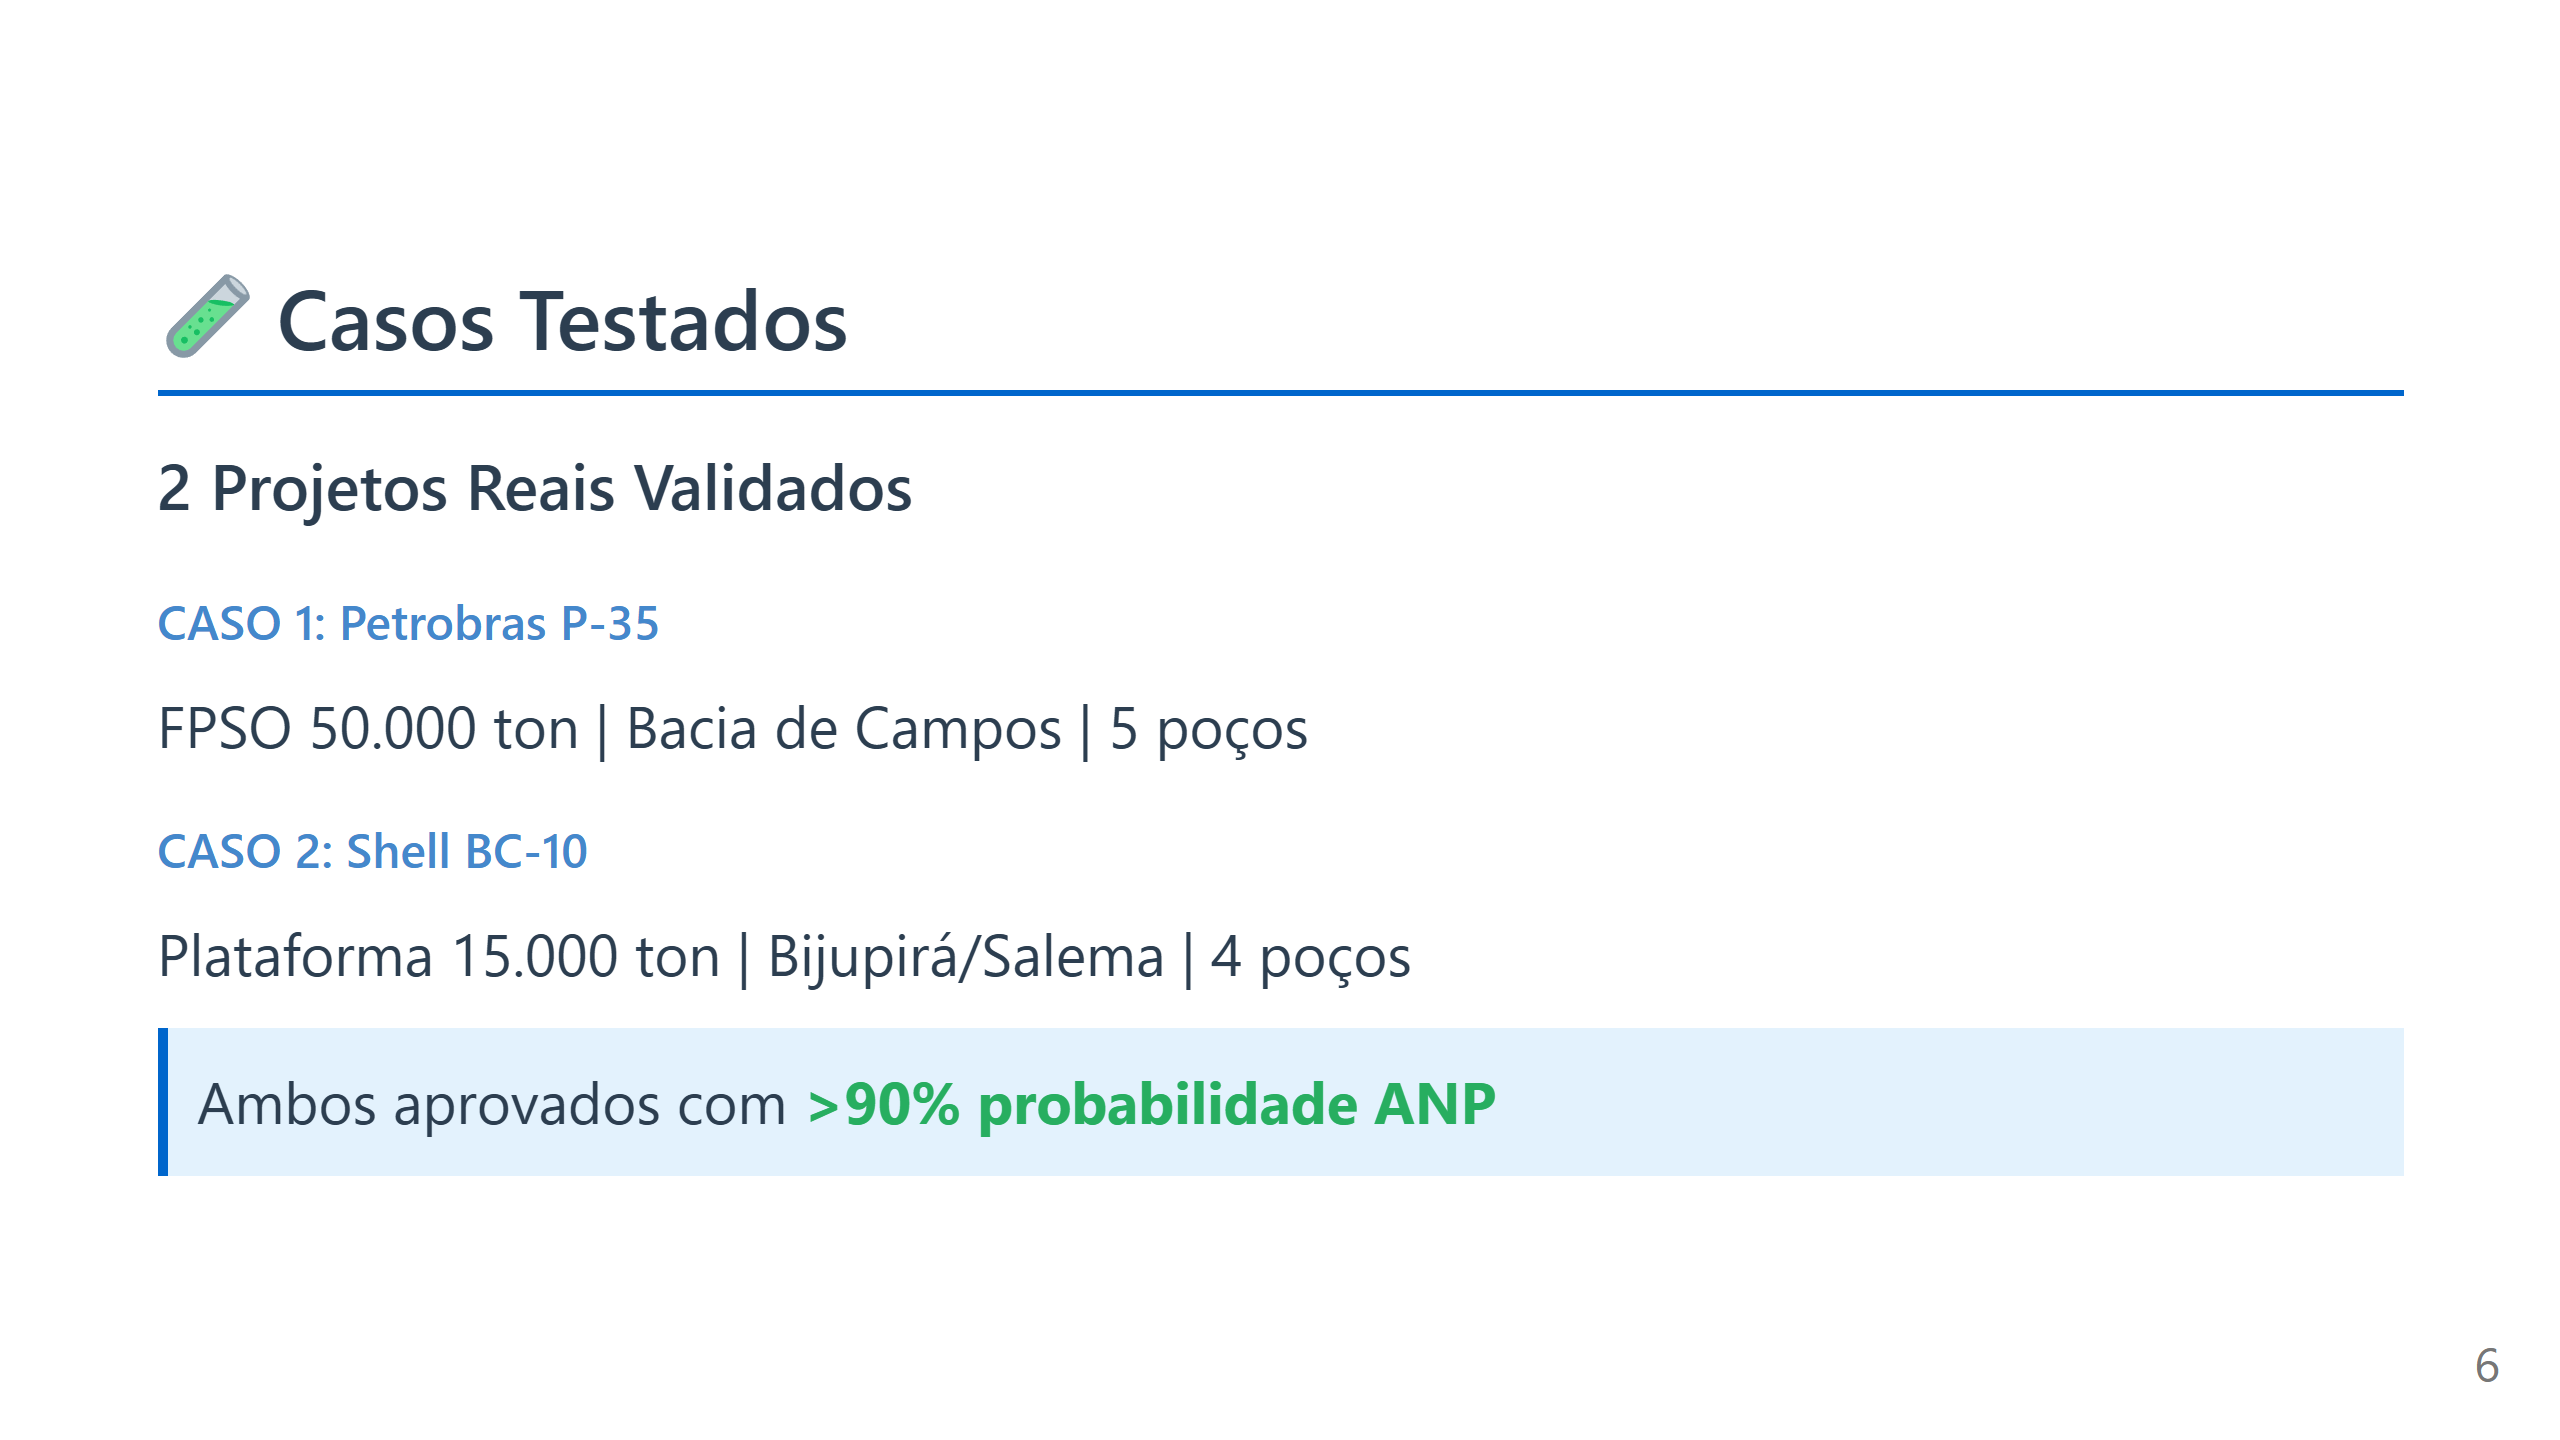 Casos Testados
2 Projetos Reais Validados
CASO 1: Petrobras P-35
FPSO 50.000 ton | Bacia de Campos | 5 poços
CASO 2: Shell BC-10
Plataforma 15.000 ton | Bijupirá/Salema | 4 poços
Ambos aprovados com >90% probabilidade ANP
6